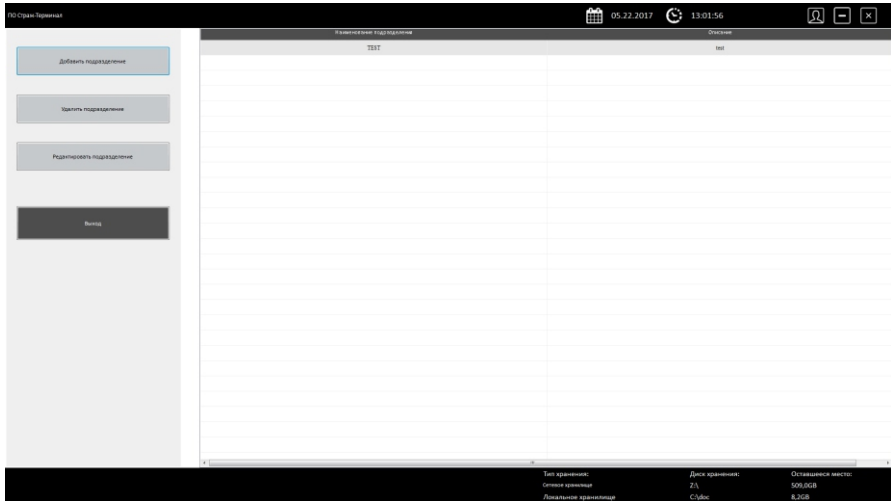 ПО Страж-Терминал
05.22.2017
13:01:56
Наименование подразделения
Описание
TEST
test
Добавить подразделение
Удалить подразделение
Редактировать подразделение
Выход
Тип хранения: Диск хранения: Оставшееся место:
Сетевое хранилище Z:\ 509,0GB
Локальное хранилище C:\doc 8,2GB